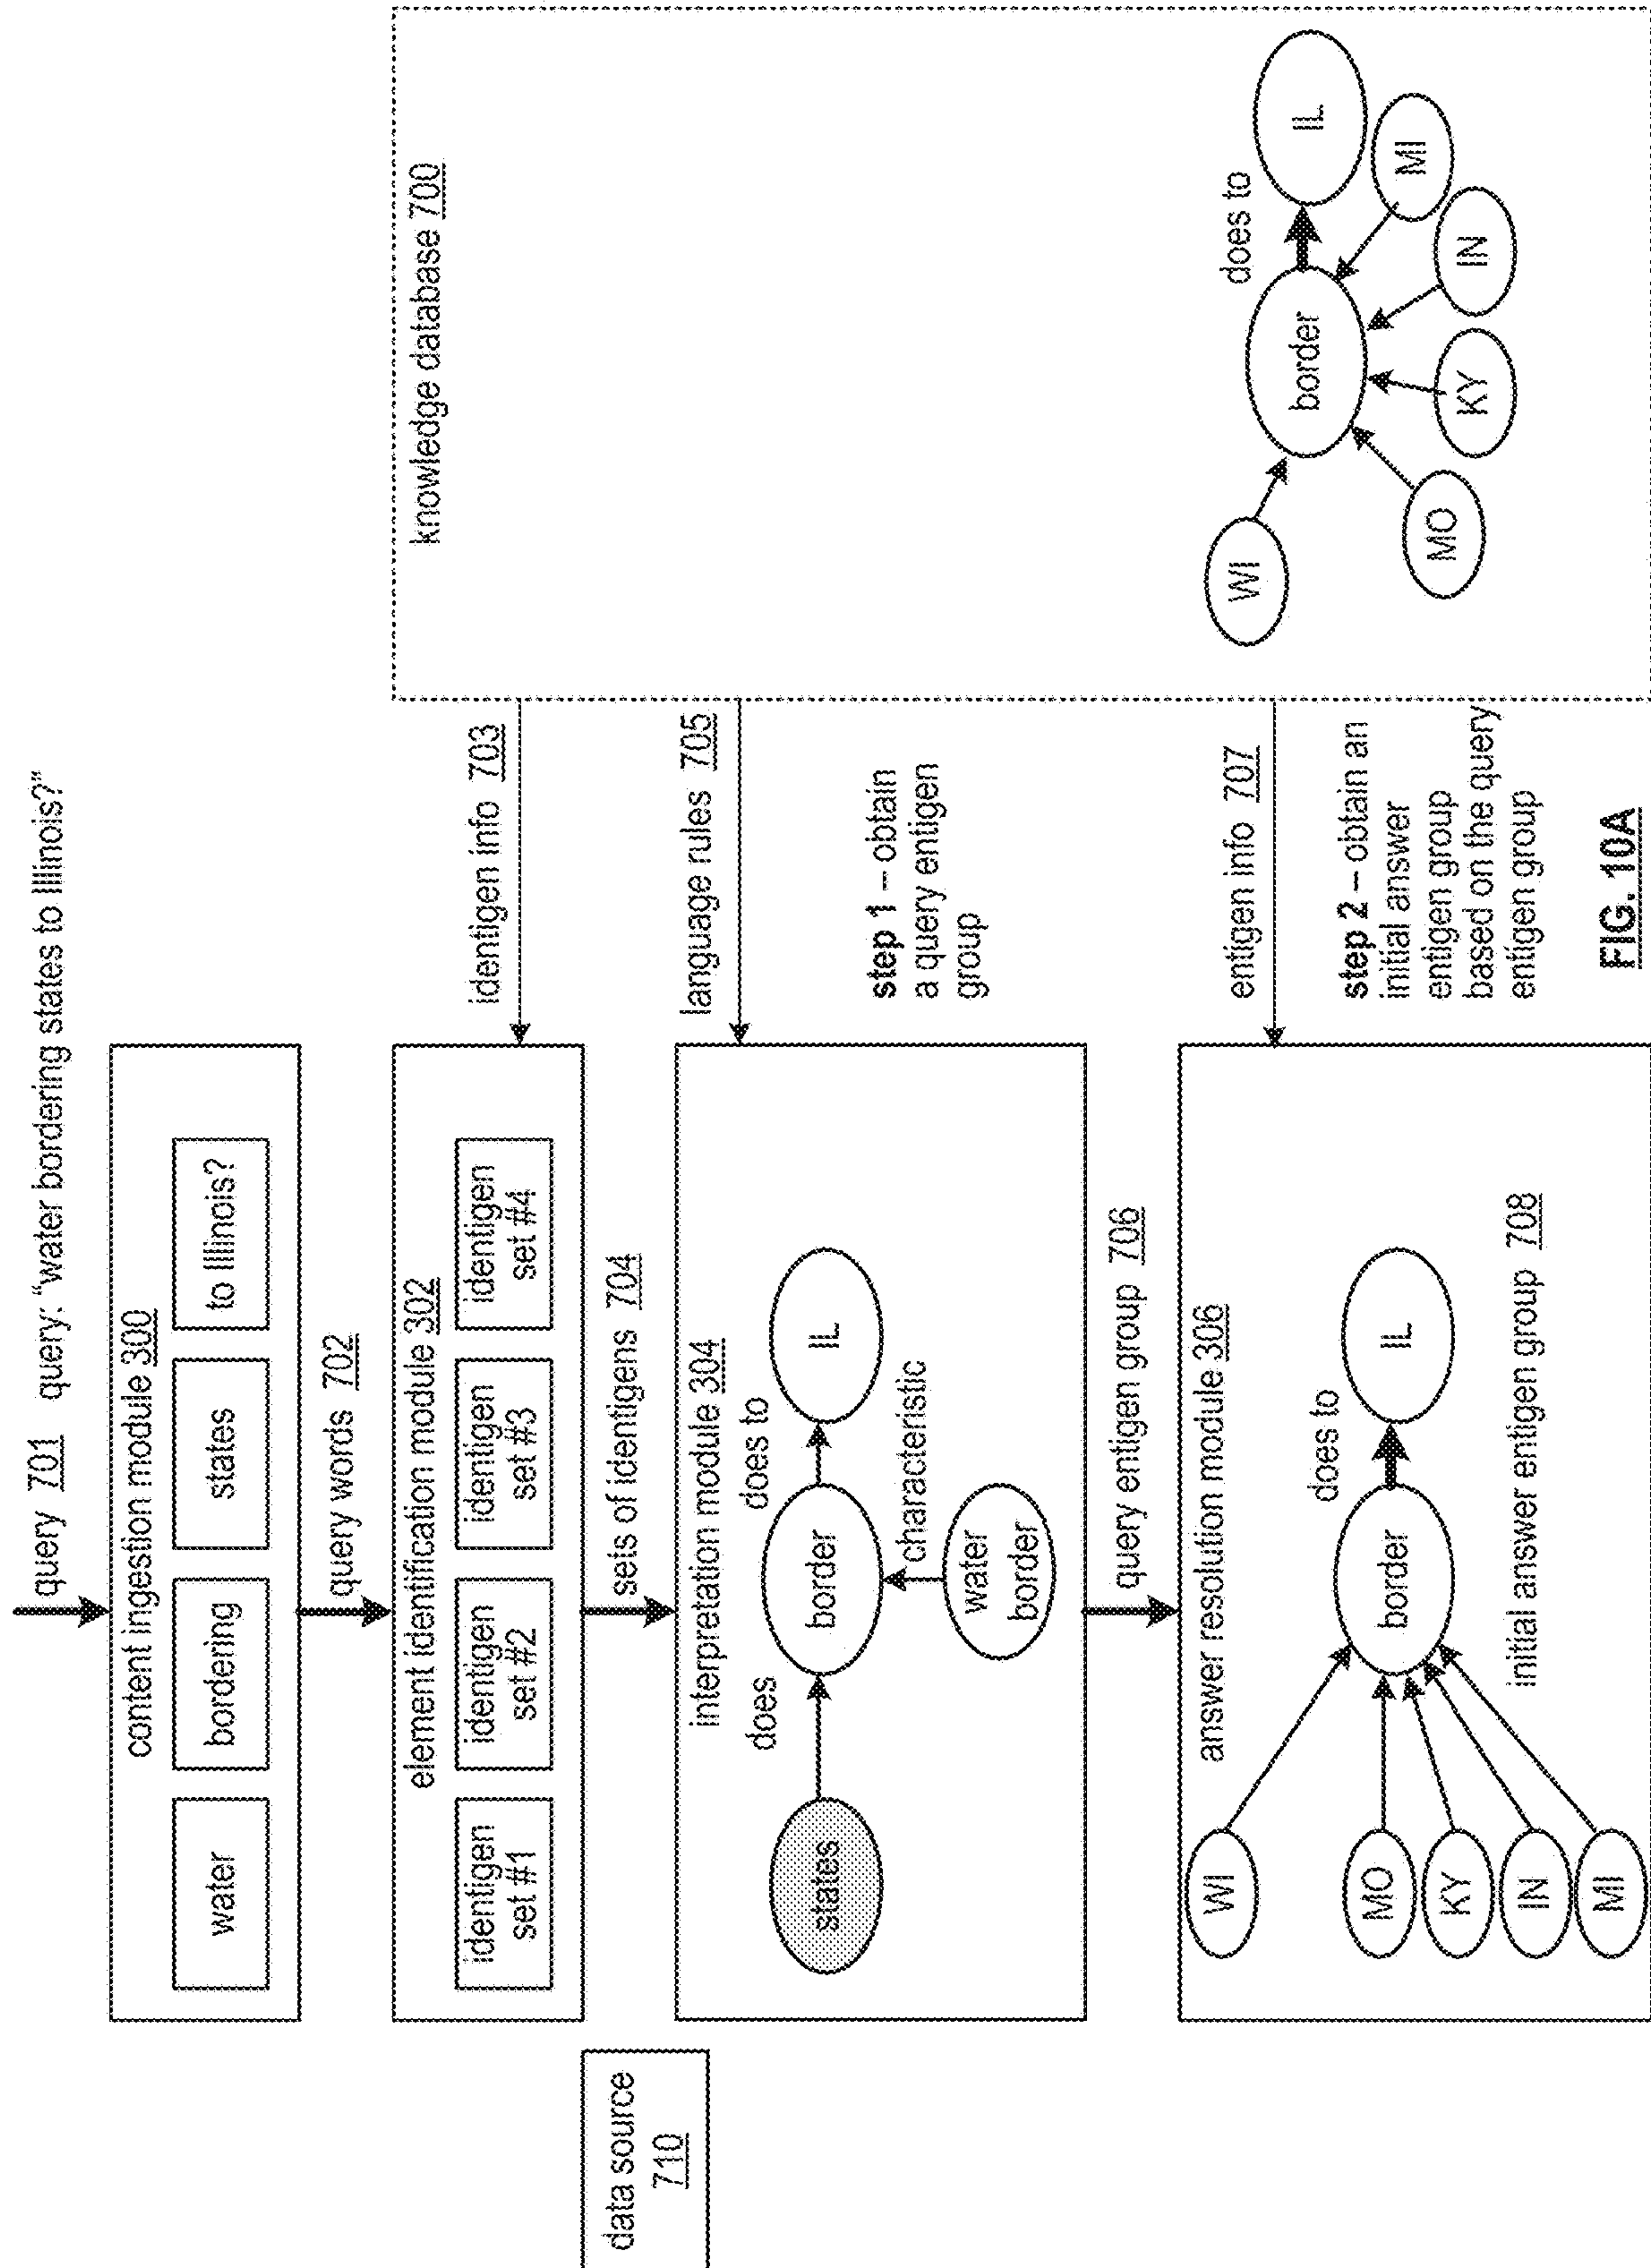 query 701 query: “water bordering states to Illinois?”
content ingestion module 300
water
bordering
states
to Illinois?
query words 702
element identification module 302
identigen
set #1
identigen
set #2
identigen
set #3
identigen
set #4
identigen info 703
sets of identigens 704
data source
710
interpretation module 304
does
does to
states
border
IL
characteristic
water
border
language rules 705
step 1 – obtain
a query entigen
group
query entigen group 706
answer resolution module 306
does to
WI
MO
KY
IN
MI
border
IL
initial answer entigen group 708
entigen info 707
step 2 – obtain an
initial answer
entigen group
based on the query
entigen group
knowledge database 700
does to
WI
MO
KY
IN
MI
border
IL
FIG. 10A